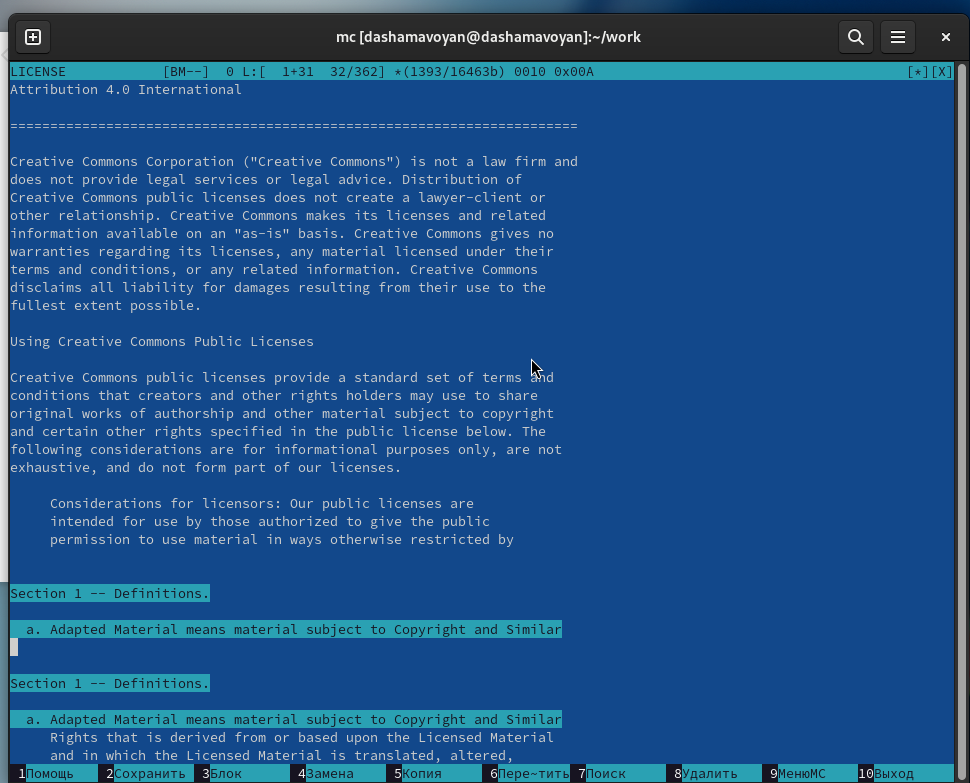 mc [dashamavoyan@dashamavoyan]:~/work
LICENSE [BM--] 0 L:[ 1+31 32/362] *(1393/16463b) 0010 0x00A [*][X]
Attribution 4.0 International
=======================================================================
Creative Commons Corporation ("Creative Commons") is not a law firm and
does not provide legal services or legal advice. Distribution of
Creative Commons public licenses does not create a lawyer-client or
other relationship. Creative Commons makes its licenses and related
information available on an "as-is" basis. Creative Commons gives no
warranties regarding its licenses, any material licensed under their
terms and conditions, or any related information. Creative Commons
disclaims all liability for damages resulting from their use to the
fullest extent possible.
Using Creative Commons Public Licenses
Creative Commons public licenses provide a standard set of terms and
conditions that creators and other rights holders may use to share
original works of authorship and other material subject to copyright
and certain other rights specified in the public license below. The
following considerations are for informational purposes only, are not
exhaustive, and do not form part of our licenses.
Considerations for licensors: Our public licenses are
intended for use by those authorized to give the public
permission to use material in ways otherwise restricted by
Section 1 -- Definitions.
a. Adapted Material means material subject to Copyright and Similar
Section 1 -- Definitions.
a. Adapted Material means material subject to Copyright and Similar
Rights that is derived from or based upon the Licensed Material
and in which the Licensed Material is translated, altered,
1Помощь 2Сохранить 3Блок 4Замена 5Копия 6Пере~тить 7Поиск 8Удалить 9МенюMC 10Выход